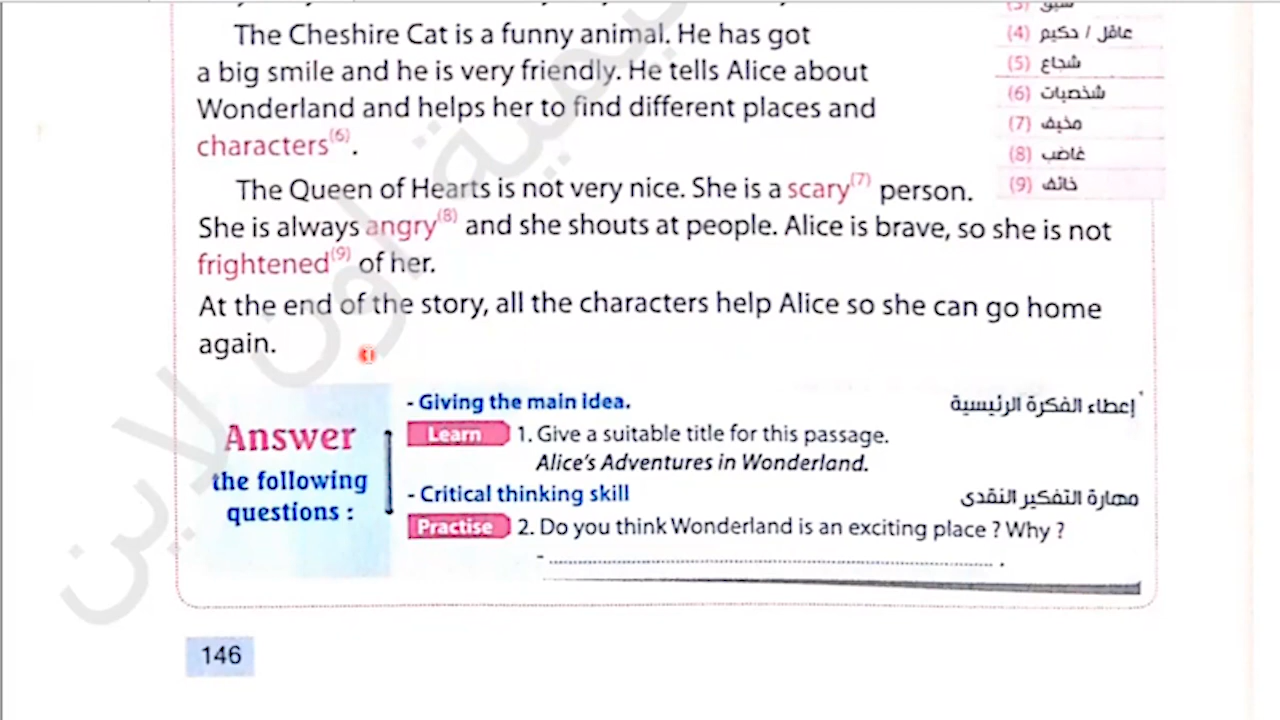 The Cheshire Cat is a funny animal. He has got
a big smile and he is very friendly. He tells Alice about
Wonderland and helps her to find different places and
characters(6).
The Queen of Hearts is not very nice. She is a scary(7) person.
She is always angry(8) and she shouts at people. Alice is brave, so she is not
frightened(9) of her.
At the end of the story, all the characters help Alice so she can go home
again.
(4) عاقل / حكيم
(5) شجاع
(6) شخصيات
(7) مخيف
(8) غاضب
(9) خائف
Answer
the following
questions :
- Giving the main idea. إعطاء الفكرة الرئيسية
Learn 1. Give a suitable title for this passage.
Alice's Adventures in Wonderland.
- Critical thinking skill مهارة التفكير النقدى
Practise 2. Do you think Wonderland is an exciting place ? Why ?
146
اون لاين